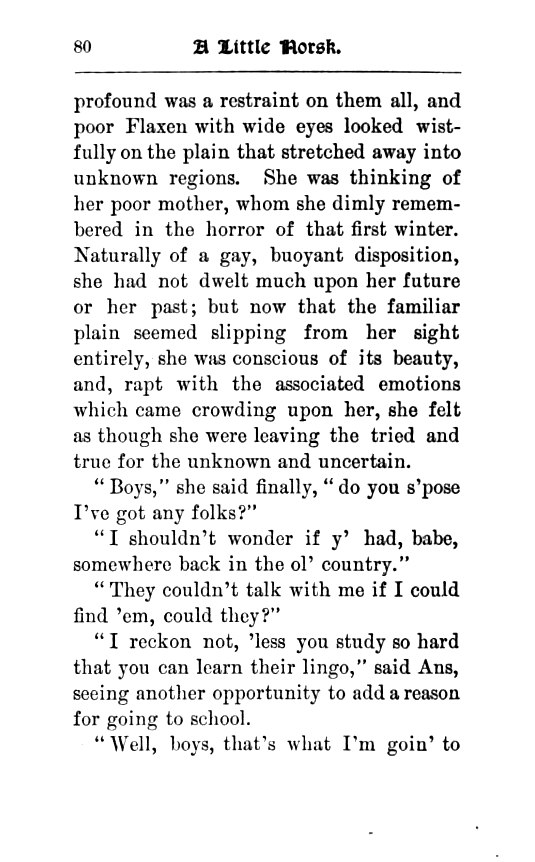 80 A Little Norsk.
profound was a restraint on them all, and
poor Flaxen with wide eyes looked wist-
fully on the plain that stretched away into
unknown regions. She was thinking of
her poor mother, whom she dimly remem-
bered in the horror of that first winter.
Naturally of a gay, buoyant disposition,
she had not dwelt much upon her future
or her past; but now that the familiar
plain seemed slipping from her sight
entirely, she was conscious of its beauty,
and, rapt with the associated emotions
which came crowding upon her, she felt
as though she were leaving the tried and
true for the unknown and uncertain.
“ Boys,” she said finally, “ do you s’pose
I’ve got any folks?”
“ I shouldn’t wonder if y’ had, babe,
somewhere back in the ol’ country.”
“ They couldn’t talk with me if I could
find ’em, could they?”
“ I reckon not, ’less you study so hard
that you can learn their lingo,” said Ans,
seeing another opportunity to add a reason
for going to school.
“ Well, boys, that’s what I’m goin’ to